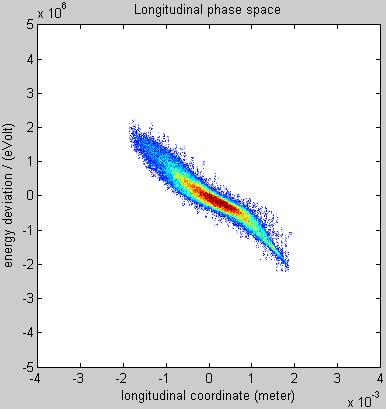 Longitudinal phase space
x 10^6
5
4
3
2
1
0
-1
-2
-3
-4
-5
energy deviation / (eVolt)
-4 -3 -2 -1 0 1 2 3 4
x 10^-3
longitudinal coordinate (meter)